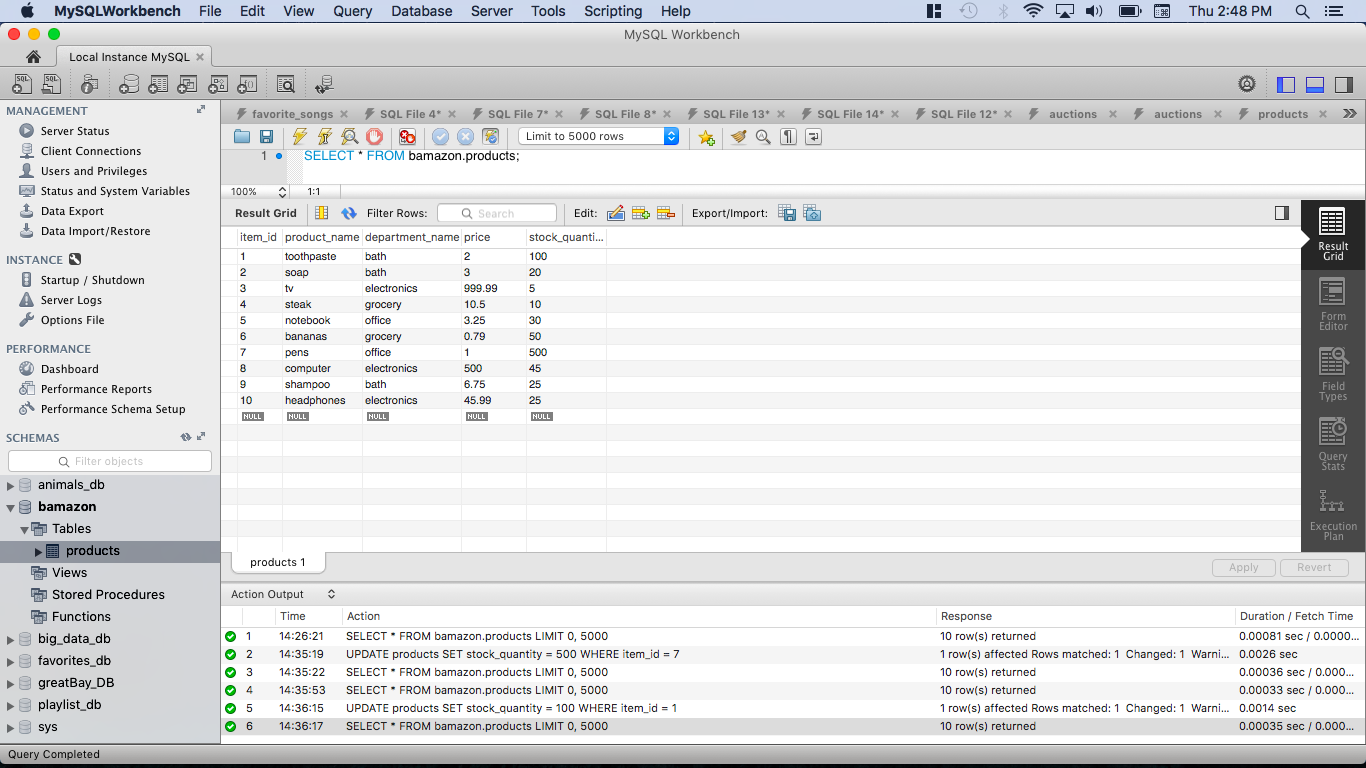 MySQLWorkbench File Edit View Query Database Server Tools Scripting Help Thu 2:48 PM
MySQL Workbench
Local Instance MySQL
MANAGEMENT
Server Status
Client Connections
Users and Privileges
Status and System Variables
Data Export
Data Import/Restore
INSTANCE
Startup / Shutdown
Server Logs
Options File
PERFORMANCE
Dashboard
Performance Reports
Performance Schema Setup
SCHEMAS
Filter objects
animals_db
bamazon
Tables
products
Views
Stored Procedures
Functions
big_data_db
favorites_db
greatBay_DB
playlist_db
sys
favorite_songs SQL File 4* SQL File 7* SQL File 8* SQL File 13* SQL File 14* SQL File 12* auctions auctions products
Limit to 5000 rows
1 SELECT * FROM bamazon.products;
100% 1:1
Result Grid Filter Rows: Search Edit: Export/Import:
item_id product_name department_name price stock_quanti...
1 toothpaste bath 2 100
2 soap bath 3 20
3 tv electronics 999.99 5
4 steak grocery 10.5 10
5 notebook office 3.25 30
6 bananas grocery 0.79 50
7 pens office 1 500
8 computer electronics 500 45
9 shampoo bath 6.75 25
10 headphones electronics 45.99 25
NULL NULL NULL NULL NULL
Result
Grid
Form
Editor
Field
Types
Query
Stats
Execution
Plan
products 1 Apply Revert
Action Output
Time Action Response Duration / Fetch Time
1 14:26:21 SELECT * FROM bamazon.products LIMIT 0, 5000 10 row(s) returned 0.00081 sec / 0.0000...
2 14:35:19 UPDATE products SET stock_quantity = 500 WHERE item_id = 7 1 row(s) affected Rows matched: 1 Changed: 1 Warni... 0.0026 sec
3 14:35:22 SELECT * FROM bamazon.products LIMIT 0, 5000 10 row(s) returned 0.00036 sec / 0.000...
4 14:35:53 SELECT * FROM bamazon.products LIMIT 0, 5000 10 row(s) returned 0.00033 sec / 0.000...
5 14:36:15 UPDATE products SET stock_quantity = 100 WHERE item_id = 1 1 row(s) affected Rows matched: 1 Changed: 1 Warni... 0.0014 sec
6 14:36:17 SELECT * FROM bamazon.products LIMIT 0, 5000 10 row(s) returned 0.00035 sec / 0.000...
Query Completed